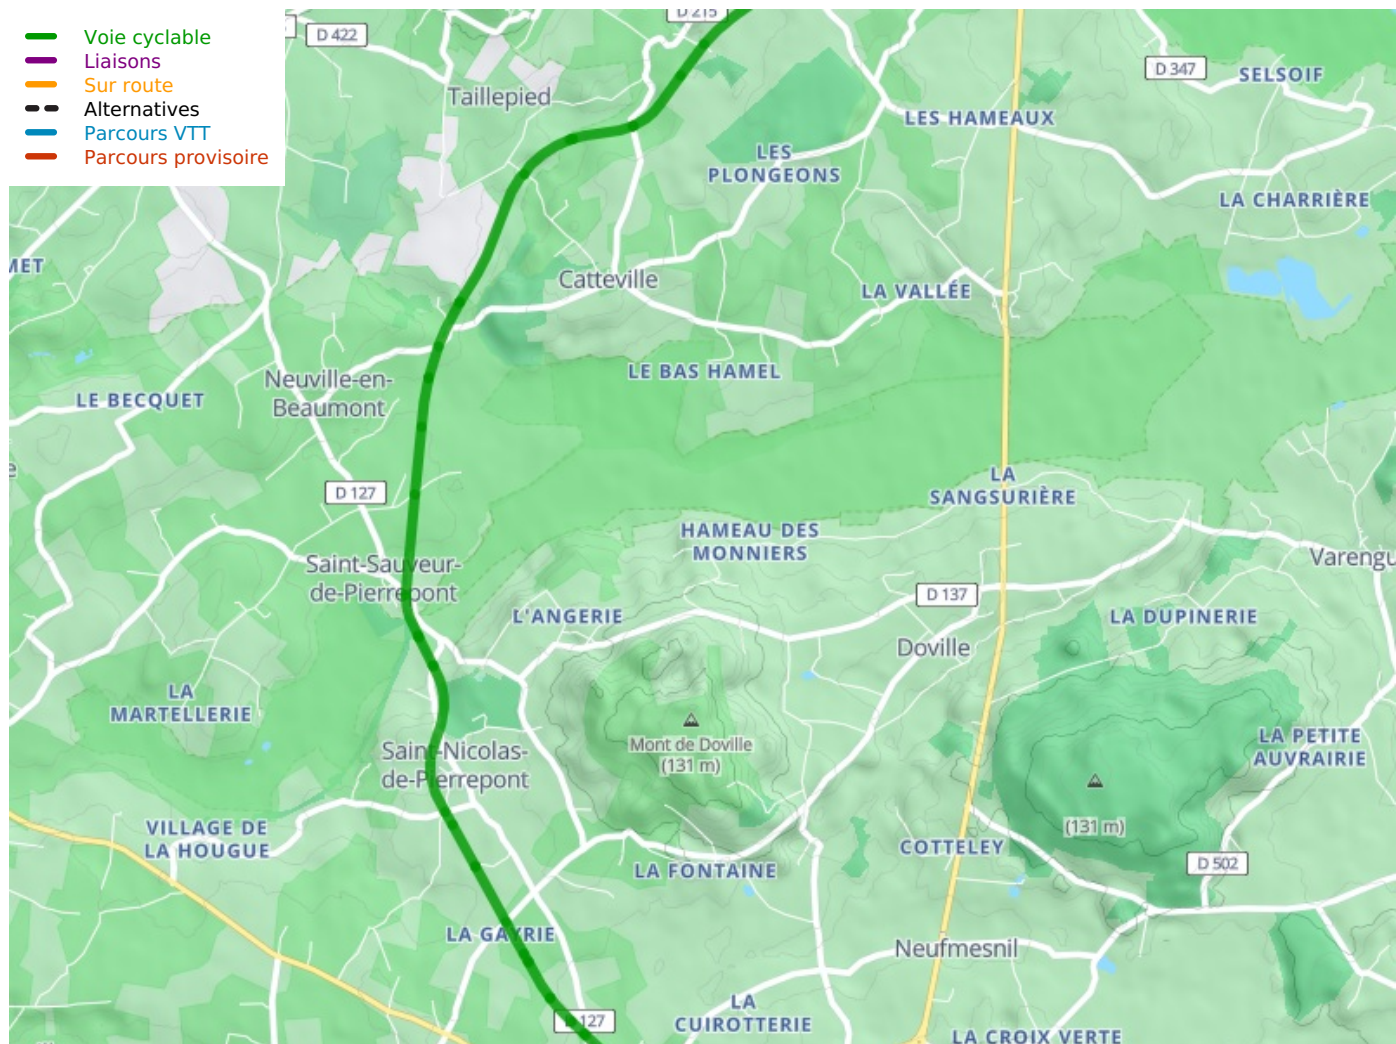 Voie cyclable
Liaisons
Sur route
Alternatives
Parcours VTT
Parcours provisoire
D 215
D 422
D 347
SELSOIF
Taillepied
LES HAMEAUX
LES
PLONGEONS
LA CHARRIÈRE
MET
Catteville
LA VALLÉE
LE BAS HAMEL
Neuville-en-
Beaumont
LE BECQUET
e
D 127
LA
SANGSURIÈRE
HAMEAU DES
MONNIERS
Varengu
Saint-Sauveur-
de-Pierrepont
D 137
L'ANGERIE
LA DUPINERIE
Doville
LA
MARTELLERIE
Mont de Doville
(131 m)
LA PETITE
AUVRAIRIE
Saint-Nicolas-
de-Pierrepont
(131 m)
VILLAGE DE
LA HOUGUE
COTTELEY
D 502
LA FONTAINE
LA GAVRIE
Neufmesnil
LA
CUIROTTERIE
D 127
LA CROIX VERTE